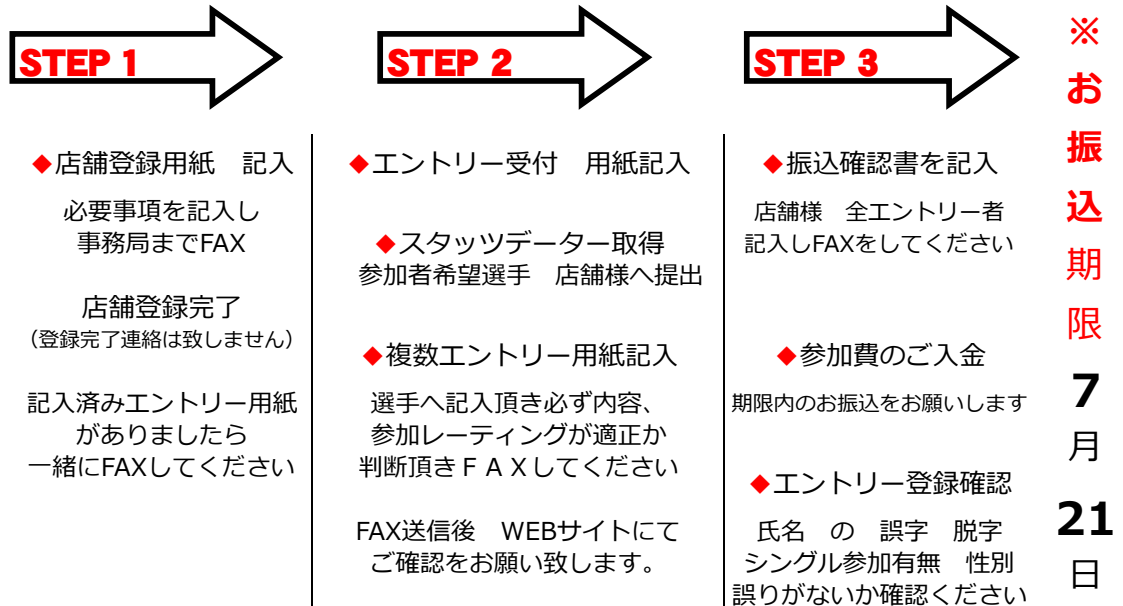 STEP 1
◆店舗登録用紙　記入
必要事項を記入し
事務局までFAX
店舗登録完了
（登録完了連絡は致しません）
記入済みエントリー用紙
がありましたら
一緒にFAXしてください
STEP 2
◆エントリー受付　用紙記入
◆スタッツデーター取得
参加者希望選手　店舗様へ提出
◆複数エントリー用紙記入
選手へ記入頂き必ず内容、
参加レーティングが適正か
判断頂きＦＡＸしてください
FAX送信後　WEBサイトにて
ご確認をお願い致します。
STEP 3
◆振込確認書を記入
店舗様　全エントリー者
記入しFAXをしてください
◆参加費のご入金
期限内のお振込をお願いします
◆エントリー登録確認
氏名　の　誤字　脱字
シングル参加有無　性別
誤りがないか確認ください
※お振込期限7月21日